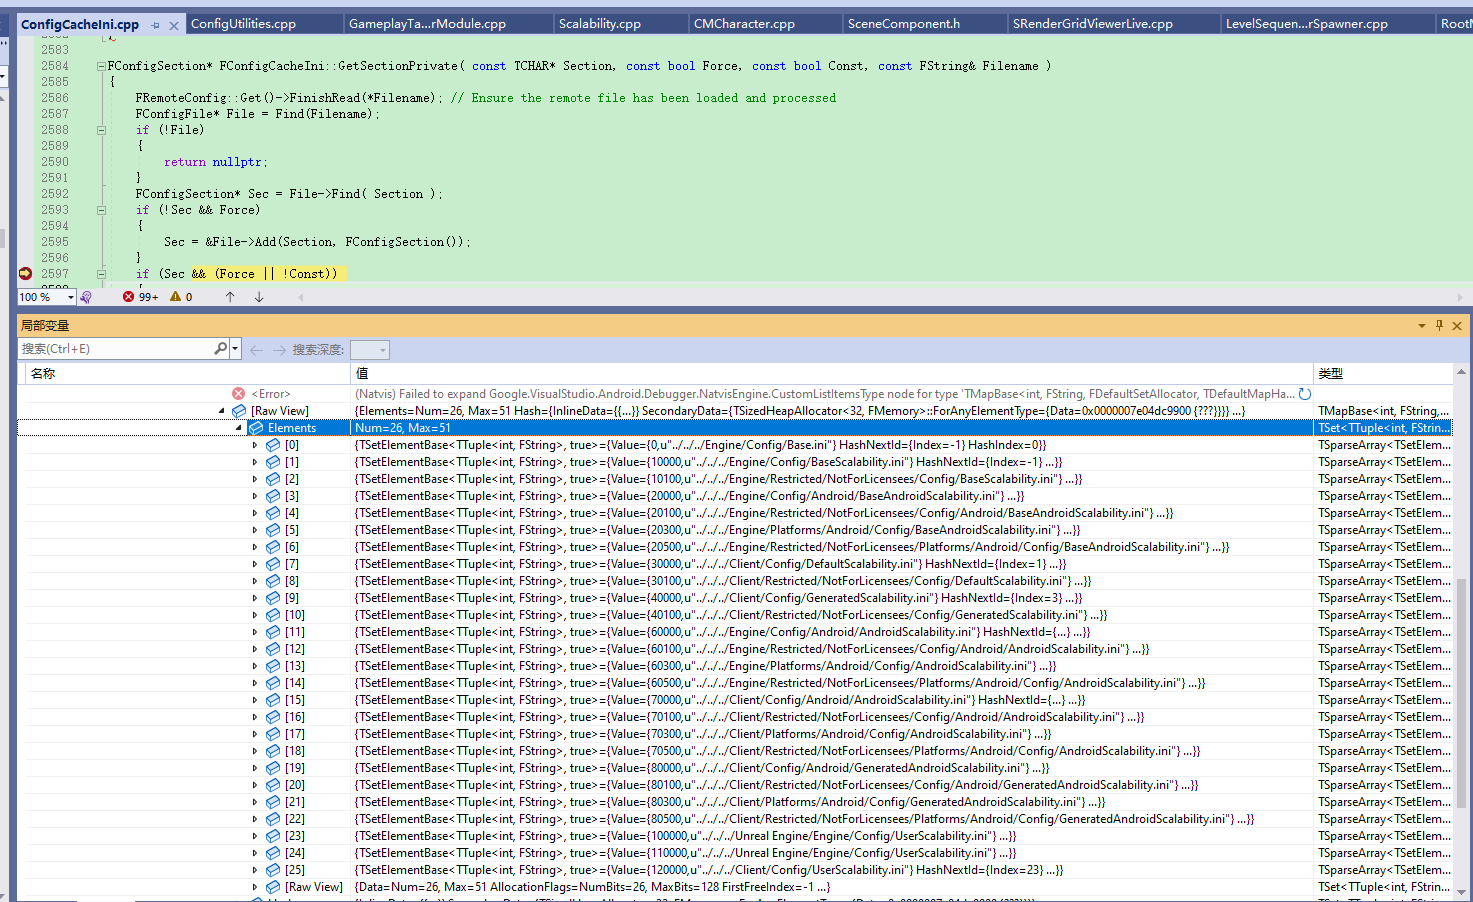 ConfigCacheIni.cpp ConfigUtilities.cpp GameplayTa...rModule.cpp Scalability.cpp CMCharacter.cpp SceneComponent.h SRenderGridViewerLive.cpp LevelSequen...rSpawner.cpp RootM
2583
2584 FConfigSection* FConfigCacheIni::GetSectionPrivate( const TCHAR* Section, const bool Force, const bool Const, const FString& Filename )
2585 {
2586 FRemoteConfig::Get()->FinishRead(*Filename); // Ensure the remote file has been loaded and processed
2587 FConfigFile* File = Find(Filename);
2588 if (!File)
2589 {
2590 return nullptr;
2591 }
2592 FConfigSection* Sec = File->Find( Section );
2593 if (!Sec && Force)
2594 {
2595 Sec = &File->Add(Section, FConfigSection());
2596 }
2597 if (Sec && (Force || !Const))
100 % 99+ 0
局部变量
搜索(Ctrl+E) 搜索深度:
名称 值 类型
<Error> (Natvis) Failed to expand Google.VisualStudio.Android.Debugger.NatvisEngine.CustomListItemsType node for type 'TMapBase<int, FString, FDefaultSetAllocator, TDefaultMapHa...
[Raw View] {Elements=Num=26, Max=51 Hash={InlineData={{...}} SecondaryData={TSizedHeapAllocator<32, FMemory>::ForAnyElementType={Data=0x0000007e04dc9900 {???}}}} ...} TMapBase<int, FString,...
Elements Num=26, Max=51 TSet<TTuple<int, FStrin...
[0] {TSetElementBase<TTuple<int, FString>, true>={Value={0,u"../../../Engine/Config/Base.ini"} HashNextId={Index=-1} HashIndex=0}} TSparseArray<TSetElem...
[1] {TSetElementBase<TTuple<int, FString>, true>={Value={10000,u"../../../Engine/Config/BaseScalability.ini"} HashNextId={Index=-1} ...}} TSparseArray<TSetElem...
[2] {TSetElementBase<TTuple<int, FString>, true>={Value={10100,u"../../../Engine/Restricted/NotForLicensees/Config/BaseScalability.ini"} ...}} TSparseArray<TSetElem...
[3] {TSetElementBase<TTuple<int, FString>, true>={Value={20000,u"../../../Engine/Config/Android/BaseAndroidScalability.ini"} ...}} TSparseArray<TSetElem...
[4] {TSetElementBase<TTuple<int, FString>, true>={Value={20100,u"../../../Engine/Restricted/NotForLicensees/Config/Android/BaseAndroidScalability.ini"} ...}} TSparseArray<TSetElem...
[5] {TSetElementBase<TTuple<int, FString>, true>={Value={20300,u"../../../Engine/Platforms/Android/Config/BaseAndroidScalability.ini"} ...}} TSparseArray<TSetElem...
[6] {TSetElementBase<TTuple<int, FString>, true>={Value={20500,u"../../../Engine/Restricted/NotForLicensees/Platforms/Android/Config/BaseAndroidScalability.ini"} ...}} TSparseArray<TSetElem...
[7] {TSetElementBase<TTuple<int, FString>, true>={Value={30000,u"../../../Client/Config/DefaultScalability.ini"} HashNextId={Index=1} ...}} TSparseArray<TSetElem...
[8] {TSetElementBase<TTuple<int, FString>, true>={Value={30100,u"../../../Client/Restricted/NotForLicensees/Config/DefaultScalability.ini"} ...}} TSparseArray<TSetElem...
[9] {TSetElementBase<TTuple<int, FString>, true>={Value={40000,u"../../../Client/Config/GeneratedScalability.ini"} HashNextId={Index=3} ...}} TSparseArray<TSetElem...
[10] {TSetElementBase<TTuple<int, FString>, true>={Value={40100,u"../../../Client/Restricted/NotForLicensees/Config/GeneratedScalability.ini"} ...}} TSparseArray<TSetElem...
[11] {TSetElementBase<TTuple<int, FString>, true>={Value={60000,u"../../../Engine/Config/Android/AndroidScalability.ini"} HashNextId={...} ...}} TSparseArray<TSetElem...
[12] {TSetElementBase<TTuple<int, FString>, true>={Value={60100,u"../../../Engine/Restricted/NotForLicensees/Config/Android/AndroidScalability.ini"} ...}} TSparseArray<TSetElem...
[13] {TSetElementBase<TTuple<int, FString>, true>={Value={60300,u"../../../Engine/Platforms/Android/Config/AndroidScalability.ini"} ...}} TSparseArray<TSetElem...
[14] {TSetElementBase<TTuple<int, FString>, true>={Value={60500,u"../../../Engine/Restricted/NotForLicensees/Platforms/Android/Config/AndroidScalability.ini"} ...}} TSparseArray<TSetElem...
[15] {TSetElementBase<TTuple<int, FString>, true>={Value={70000,u"../../../Client/Config/Android/AndroidScalability.ini"} HashNextId={...} ...}} TSparseArray<TSetElem...
[16] {TSetElementBase<TTuple<int, FString>, true>={Value={70100,u"../../../Client/Restricted/NotForLicensees/Config/Android/AndroidScalability.ini"} ...}} TSparseArray<TSetElem...
[17] {TSetElementBase<TTuple<int, FString>, true>={Value={70300,u"../../../Client/Platforms/Android/Config/AndroidScalability.ini"} ...}} TSparseArray<TSetElem...
[18] {TSetElementBase<TTuple<int, FString>, true>={Value={70500,u"../../../Client/Restricted/NotForLicensees/Platforms/Android/Config/AndroidScalability.ini"} ...}} TSparseArray<TSetElem...
[19] {TSetElementBase<TTuple<int, FString>, true>={Value={80000,u"../../../Client/Config/Android/GeneratedAndroidScalability.ini"} ...}} TSparseArray<TSetElem...
[20] {TSetElementBase<TTuple<int, FString>, true>={Value={80100,u"../../../Client/Restricted/NotForLicensees/Config/Android/GeneratedAndroidScalability.ini"} ...}} TSparseArray<TSetElem...
[21] {TSetElementBase<TTuple<int, FString>, true>={Value={80300,u"../../../Client/Platforms/Android/Config/GeneratedAndroidScalability.ini"} ...}} TSparseArray<TSetElem...
[22] {TSetElementBase<TTuple<int, FString>, true>={Value={80500,u"../../../Client/Restricted/NotForLicensees/Platforms/Android/Config/GeneratedAndroidScalability.ini"} ...}} TSparseArray<TSetElem...
[23] {TSetElementBase<TTuple<int, FString>, true>={Value={100000,u"../../../Unreal Engine/Engine/Config/UserScalability.ini"} ...}} TSparseArray<TSetElem...
[24] {TSetElementBase<TTuple<int, FString>, true>={Value={110000,u"../../../Unreal Engine/Engine/Config/UserScalability.ini"} ...}} TSparseArray<TSetElem...
[25] {TSetElementBase<TTuple<int, FString>, true>={Value={120000,u"../../../Client/Config/UserScalability.ini"} HashNextId={Index=23} ...}} TSparseArray<TSetElem...
[Raw View] {Data=Num=26, Max=51 AllocationFlags=NumBits=26, MaxBits=128 FirstFreeIndex=-1 ...} TSet<TTuple<int, FStrin...